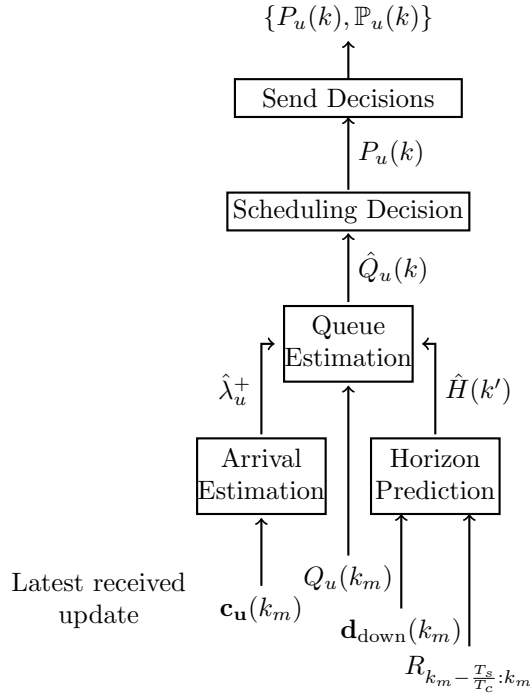 {P_u(k), ℙ_u(k)}
Send Decisions
P_u(k)
Scheduling Decision
Q̂_u(k)
Queue
Estimation
λ̂_u^+
Ĥ(k′)
Arrival
Estimation
Horizon
Prediction
Latest received
update
c_u(k_m)
Q_u(k_m)
d_down(k_m)
R_{k_m − T_s/T_c : k_m}